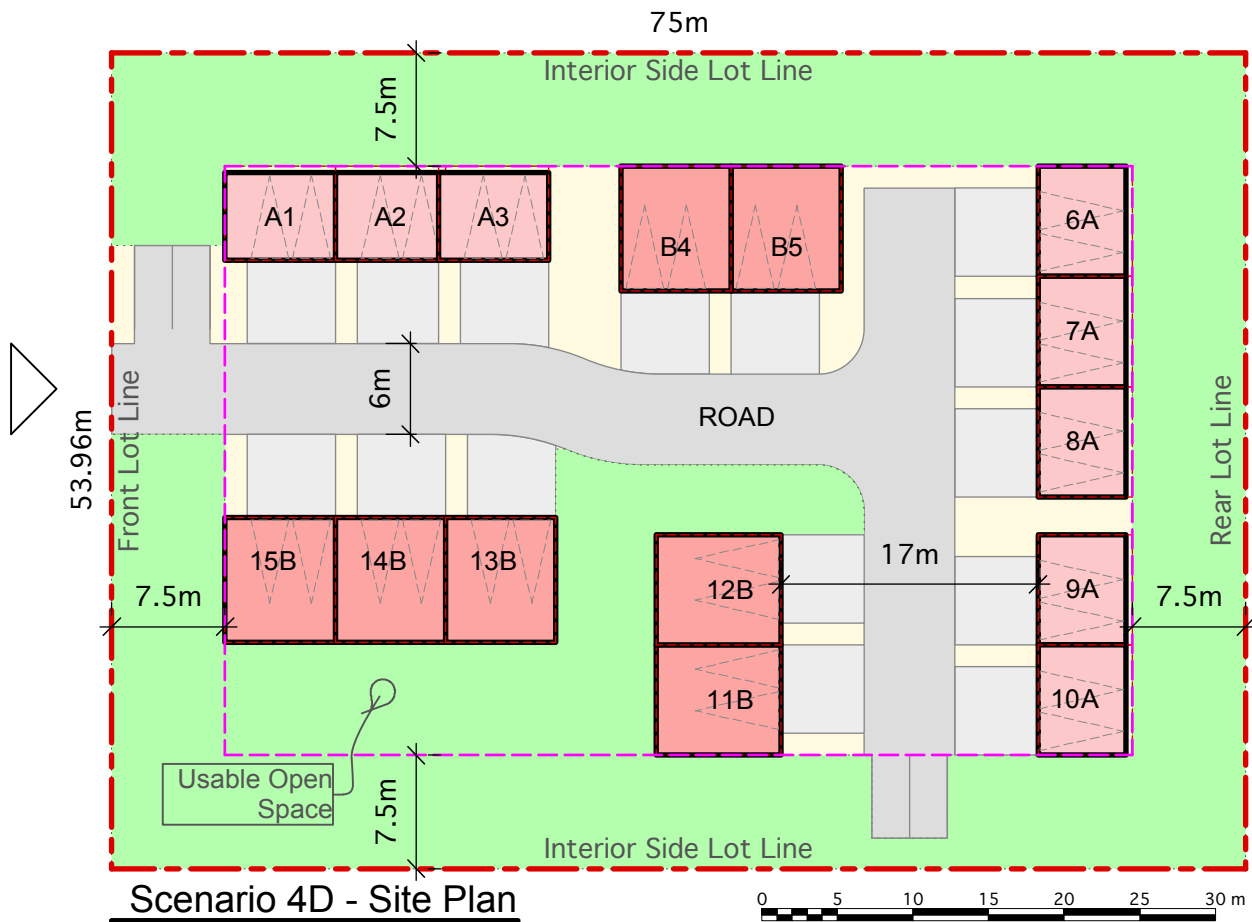 75m
Interior Side Lot Line
7.5m
A1
A2
A3
B4
B5
6A
7A
8A
6m
ROAD
53.96m
Front Lot Line
Rear Lot Line
15B
14B
13B
12B
17m
9A
7.5m
7.5m
11B
10A
Usable Open
Space
7.5m
Interior Side Lot Line
Scenario 4D - Site Plan
0 5 10 15 20 25 30 m